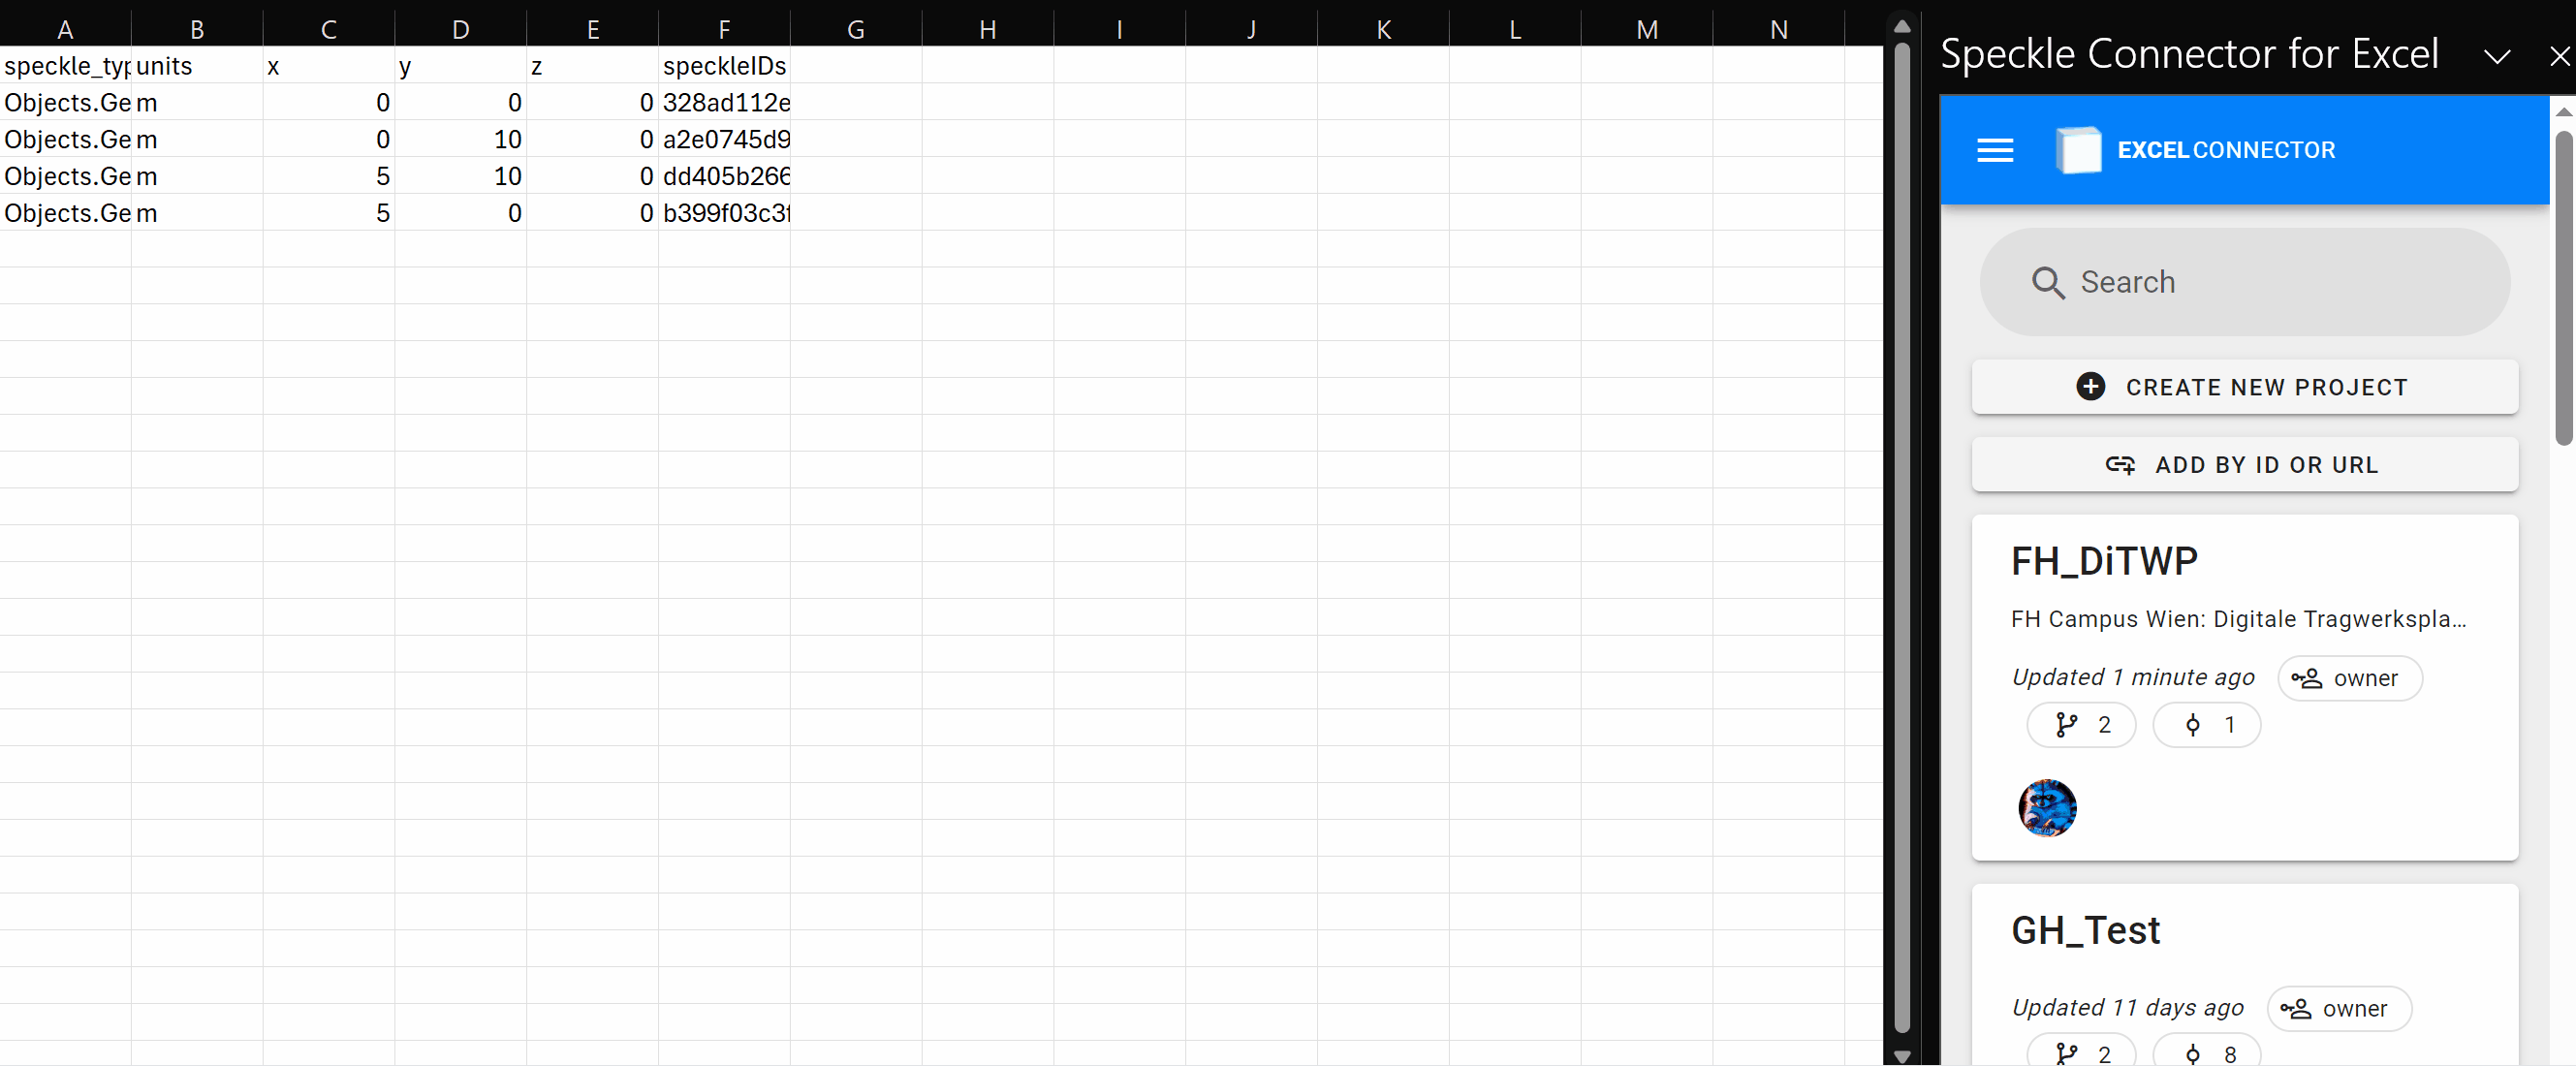 A B C D E F G H I J K L M N
speckle_typ units x y z speckleIDs
Objects.Ge m 0 0 0 328ad112e
Objects.Ge m 0 10 0 a2e0745d9
Objects.Ge m 5 10 0 dd405b266
Objects.Ge m 5 0 0 b399f03c3f
Speckle Connector for Excel
EXCEL CONNECTOR
Search
CREATE NEW PROJECT
ADD BY ID OR URL
FH_DiTWP
FH Campus Wien: Digitale Tragwerkspla...
Updated 1 minute ago owner
2 1
GH_Test
Updated 11 days ago owner
2 8